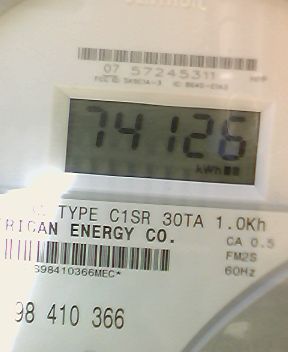 07 57245311
74126
kWh
TYPE C1SR 30TA 1.0Kh
RICAN ENERGY CO.
CA 0.5
FM2S
60Hz
S98410366MEC*
98 410 366